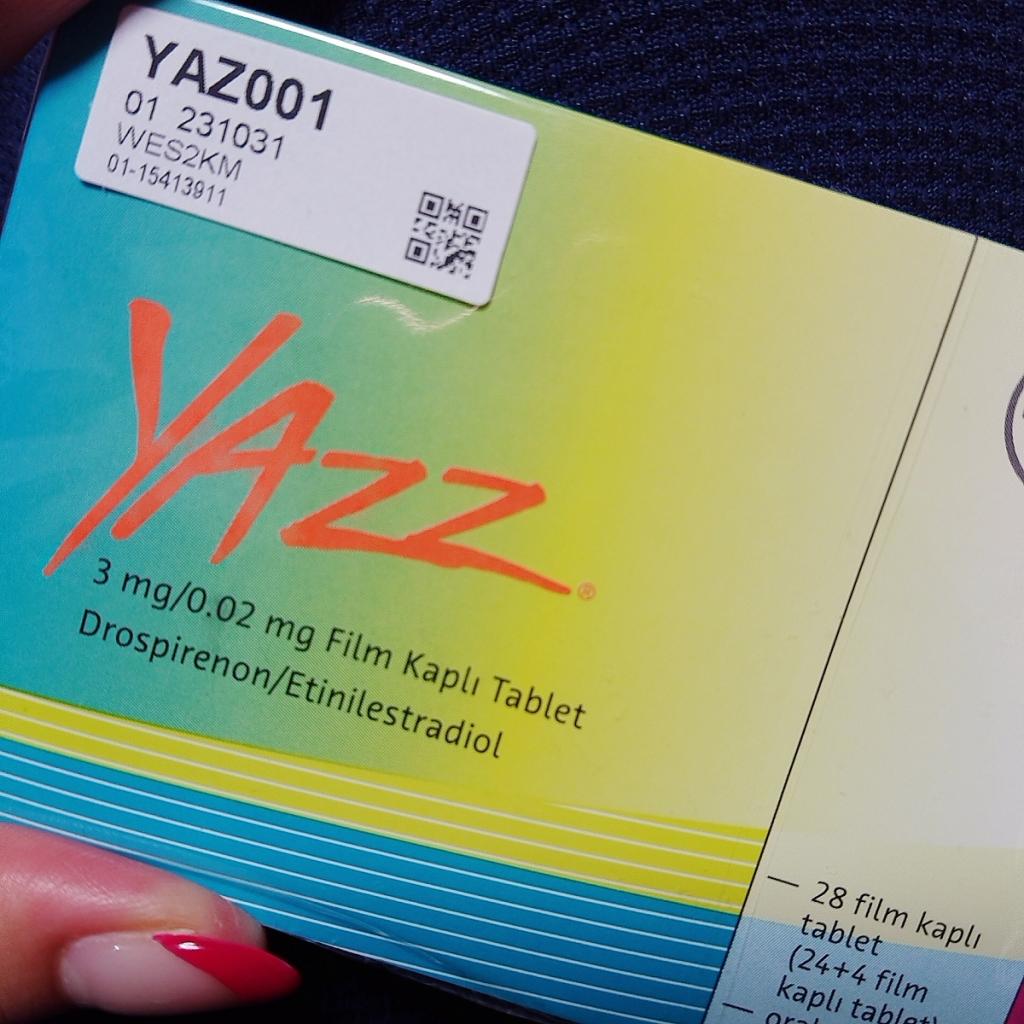 YAZ001
01 231031
WES2KM
01-15413911
YAZZ®
3 mg/0.02 mg Film Kaplı Tablet
Drospirenon/Etinilestradiol
— 28 film kaplı
tablet
(24+4 film
kaplı tablet)